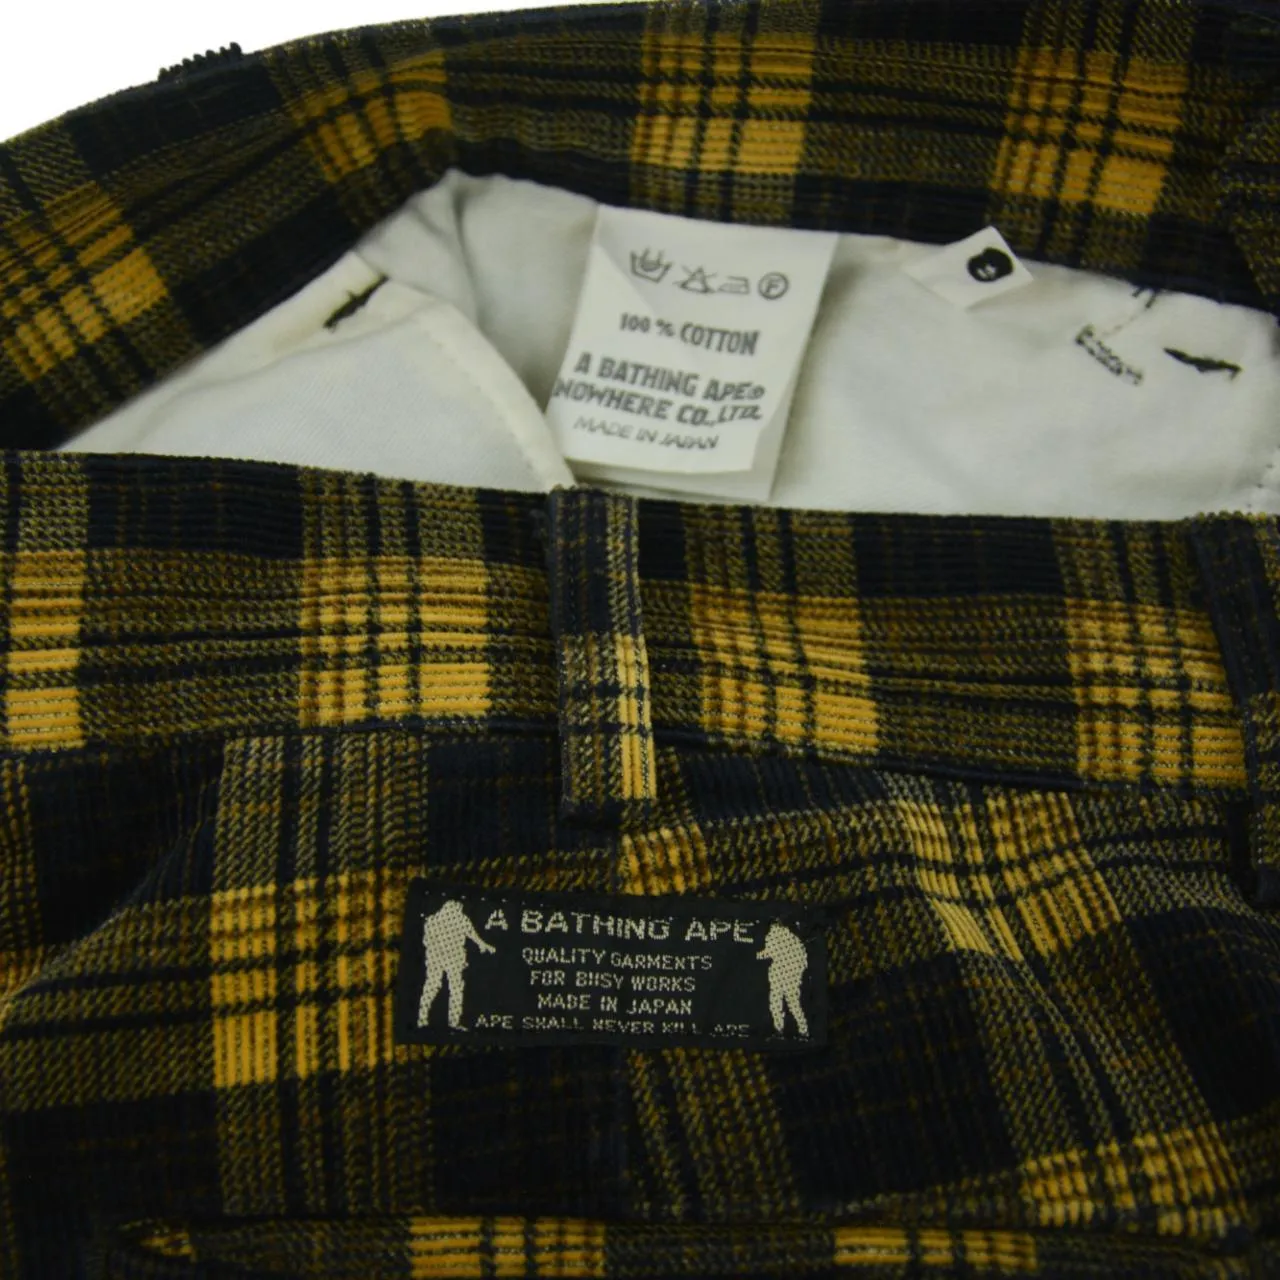 F
100 % COTTON
A BATHING APE®
NOWHERE CO.,LTD.
MADE IN JAPAN
M
A BATHING APE
QUALITY GARMENTS
FOR BUSY WORKS
MADE IN JAPAN
APE SHALL NEVER KILL APE